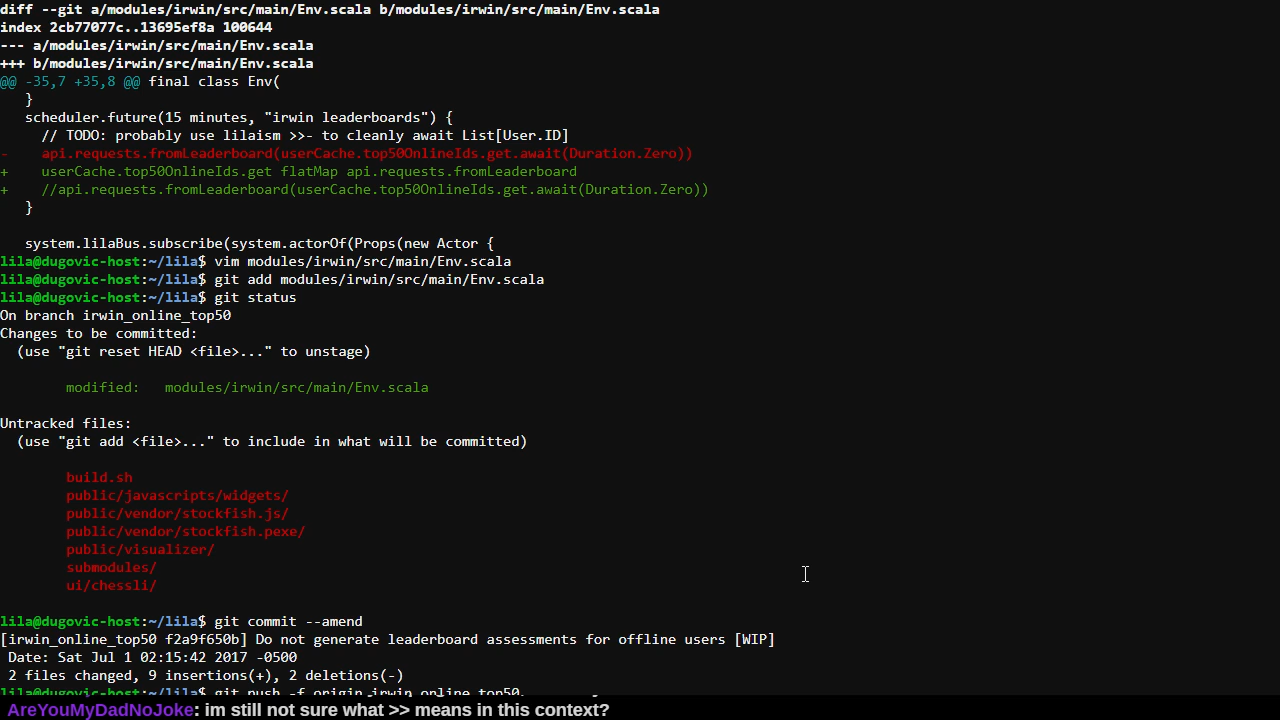 diff --git a/modules/irwin/src/main/Env.scala b/modules/irwin/src/main/Env.scala
index 2cb77077c..13695ef8a 100644
--- a/modules/irwin/src/main/Env.scala
+++ b/modules/irwin/src/main/Env.scala
@@ -35,7 +35,8 @@ final class Env(
   }
   scheduler.future(15 minutes, "irwin leaderboards") {
     // TODO: probably use lilaism >>- to cleanly await List[User.ID]
-    api.requests.fromLeaderboard(userCache.top50OnlineIds.get.await(Duration.Zero))
+    userCache.top50OnlineIds.get flatMap api.requests.fromLeaderboard
+    //api.requests.fromLeaderboard(userCache.top50OnlineIds.get.await(Duration.Zero))
   }
   system.lilaBus.subscribe(system.actorOf(Props(new Actor {
lila@dugovic-host:~/lila$ vim modules/irwin/src/main/Env.scala
lila@dugovic-host:~/lila$ git add modules/irwin/src/main/Env.scala
lila@dugovic-host:~/lila$ git status
On branch irwin_online_top50
Changes to be committed:
  (use "git reset HEAD <file>..." to unstage)
        modified:   modules/irwin/src/main/Env.scala
Untracked files:
  (use "git add <file>..." to include in what will be committed)
        build.sh
        public/javascripts/widgets/
        public/vendor/stockfish.js/
        public/vendor/stockfish.pexe/
        public/visualizer/
        submodules/
        ui/chessli/
lila@dugovic-host:~/lila$ git commit --amend
[irwin_online_top50 f2a9f650b] Do not generate leaderboard assessments for offline users [WIP]
 Date: Sat Jul 1 02:15:42 2017 -0500
 2 files changed, 9 insertions(+), 2 deletions(-)
lila@dugovic-host:~/lila$ git push -f origin irwin_online_top50
AreYouMyDadNoJoke: im still not sure what >> means in this context?